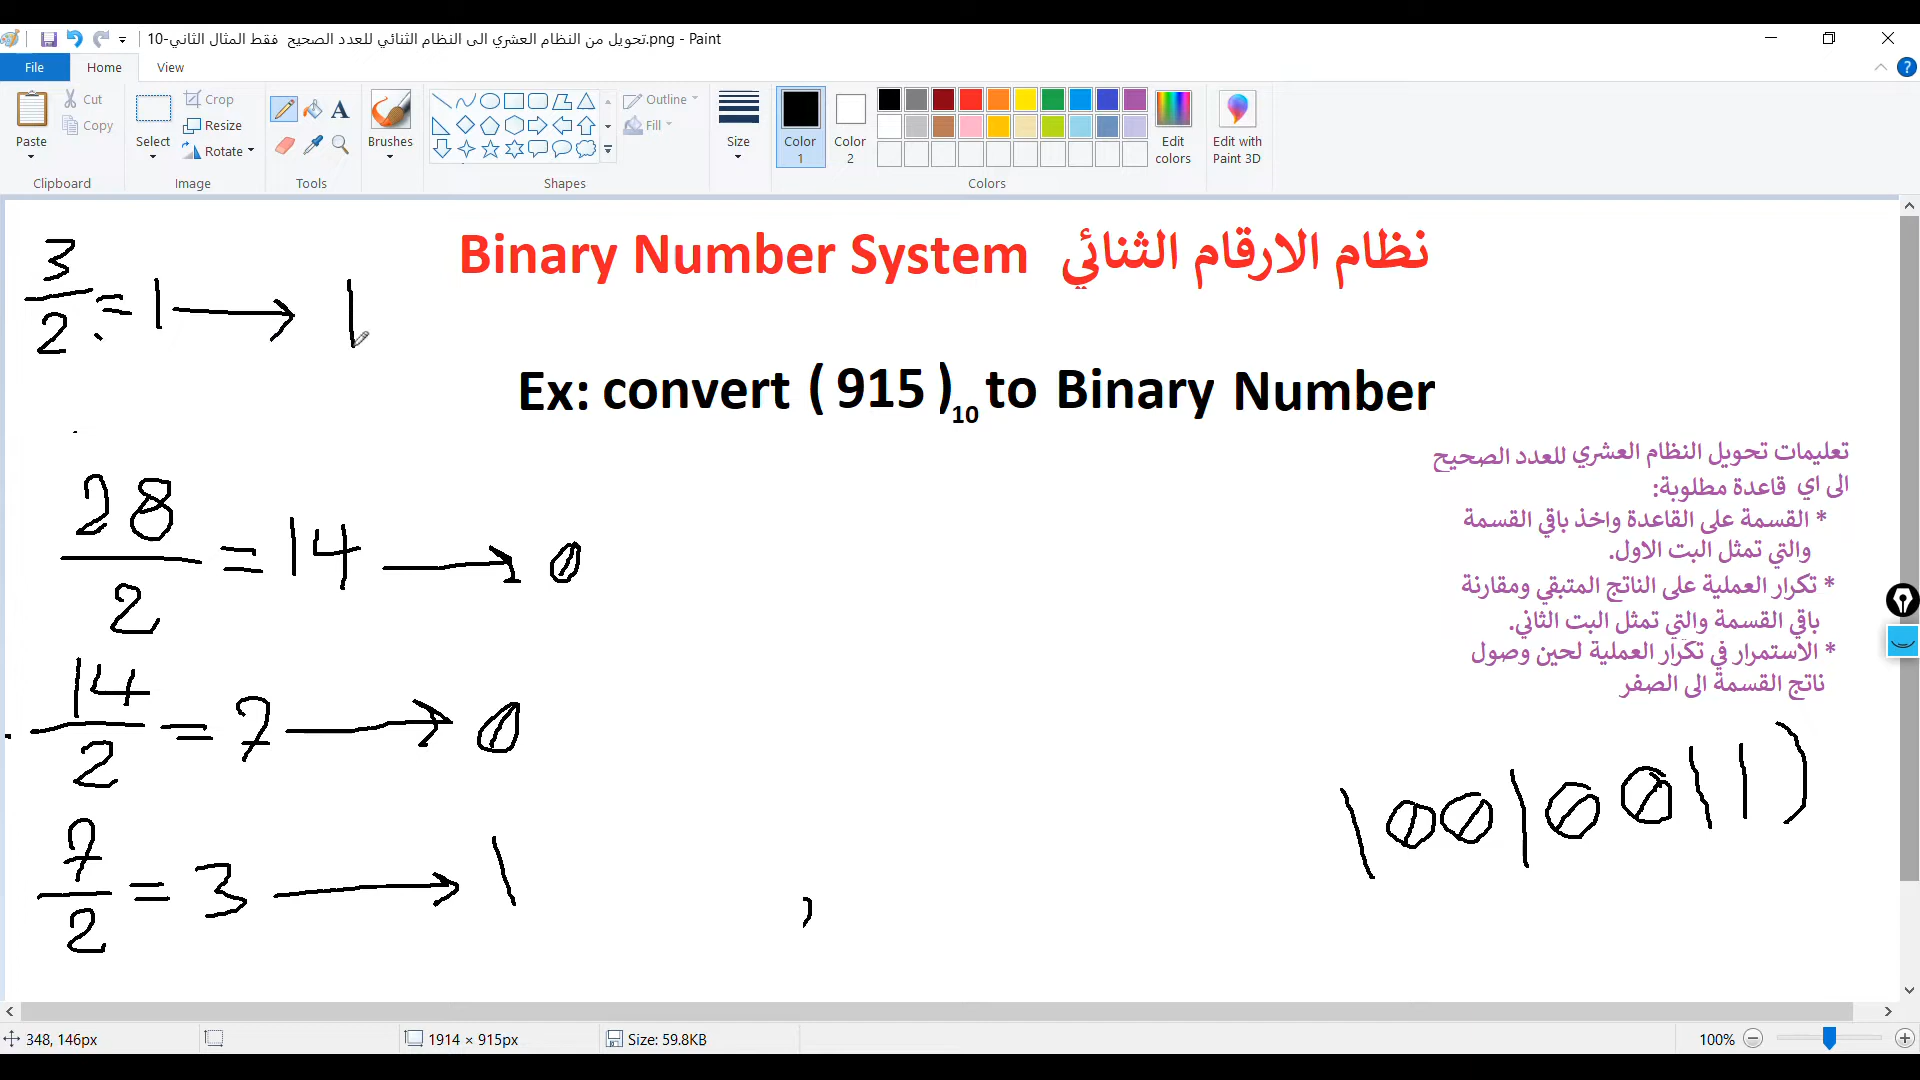 تحويل من النظام العشري الى النظام الثنائي للعدد الصحيح فقط المثال الثاني-10.png - Paint
File
Home
View
Paste
Cut
Copy
Clipboard
Select
Crop
Resize
Rotate
Image
Tools
Brushes
Shapes
Outline
Fill
Size
Color 1
Color 2
Colors
Edit colors
Edit with Paint 3D
Binary Number System نظام الارقام الثنائي
3/2 = 1 → 1
Ex: convert (915)10 to Binary Number
تعليمات تحويل النظام العشري للعدد الصحيح
الى اي قاعدة مطلوبة:
* القسمة على القاعدة واخذ باقي القسمة
والتي تمثل البت الاول.
* تكرار العملية على الناتج المتبقي ومقارنة
باقي القسمة والتي تمثل البت الثاني.
* الاستمرار في تكرار العملية لحين وصول
ناتج القسمة الى الصفر
28/2 = 14 → 0
14/2 = 7 → 0
7/2 = 3 → 1
10010011)
348, 146px
1914 × 915px
Size: 59.8KB
100%